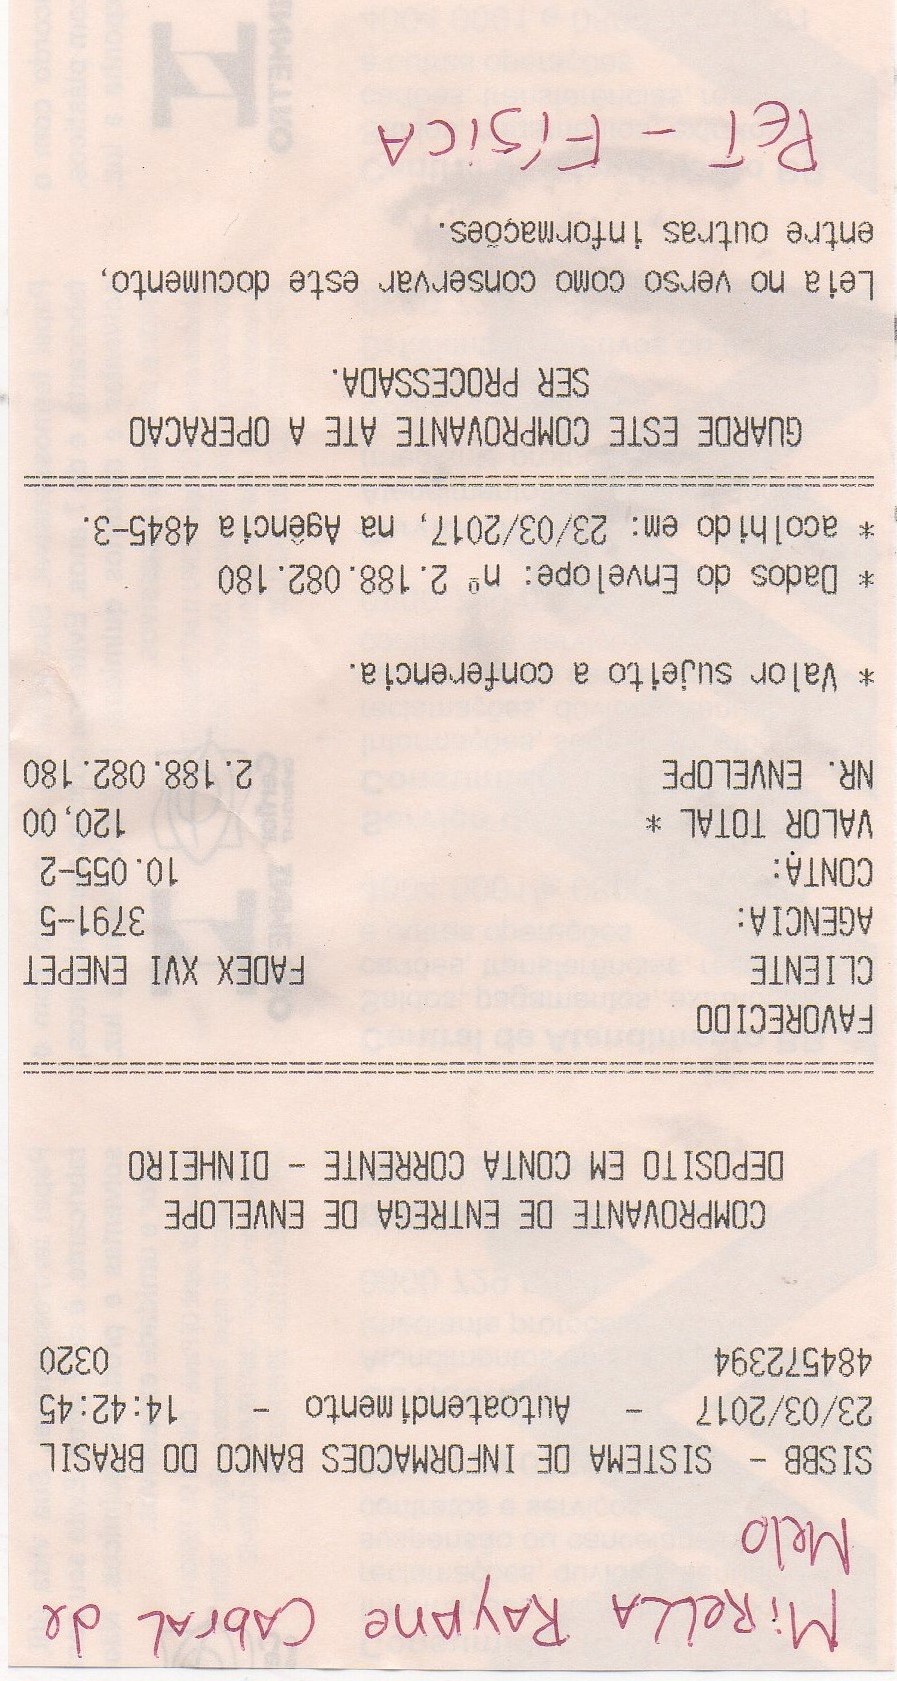 Mirella Rayane Cabral de
Melo
SISBB - SISTEMA DE INFORMACOES BANCO DO BRASIL
23/03/2017 - Autoatendimento - 14:42:45
484572394 0320
COMPROVANTE DE ENTREGA DE ENVELOPE
DEPOSITO EM CONTA CORRENTE - DINHEIRO
FAVORECIDO
CLIENTE FADEX XVI ENEPET
AGENCIA: 3791-5
CONTA: 10.055-2
VALOR TOTAL * 120,00
NR. ENVELOPE 2.188.082.180
* Valor sujeito a conferencia.
* Dados do Envelope: nº 2.188.082.180
* acolhido em: 23/03/2017, na Agência 4845-3.
GUARDE ESTE COMPROVANTE ATE A OPERACAO
SER PROCESSADA.
Leia no verso como conservar este documento,
entre outras informações.
PET - FÍSICA